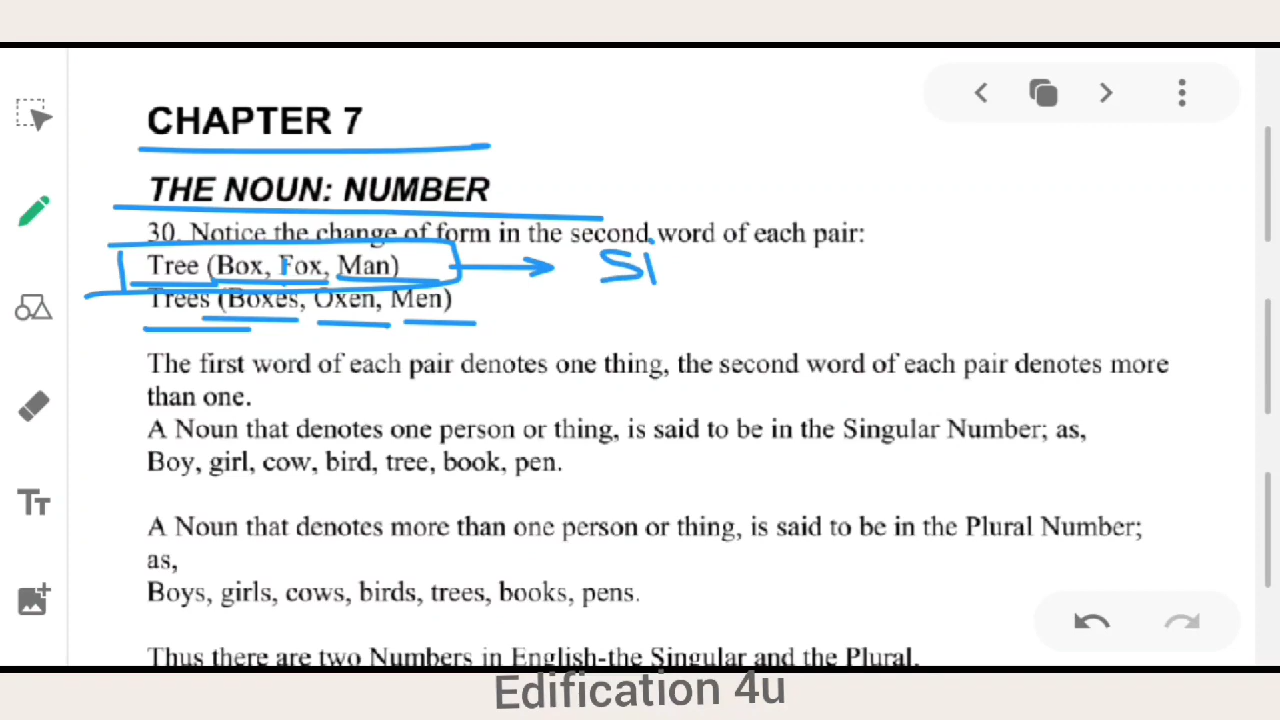 CHAPTER 7
THE NOUN: NUMBER
30. Notice the change of form in the second word of each pair:
Tree (Box, Fox, Man)
SI
Trees (Boxes, Oxen, Men)
The first word of each pair denotes one thing, the second word of each pair denotes more
than one.
A Noun that denotes one person or thing, is said to be in the Singular Number; as,
Boy, girl, cow, bird, tree, book, pen.
A Noun that denotes more than one person or thing, is said to be in the Plural Number;
as,
Boys, girls, cows, birds, trees, books, pens.
Thus there are two Numbers in English-the Singular and the Plural.
Edification 4u